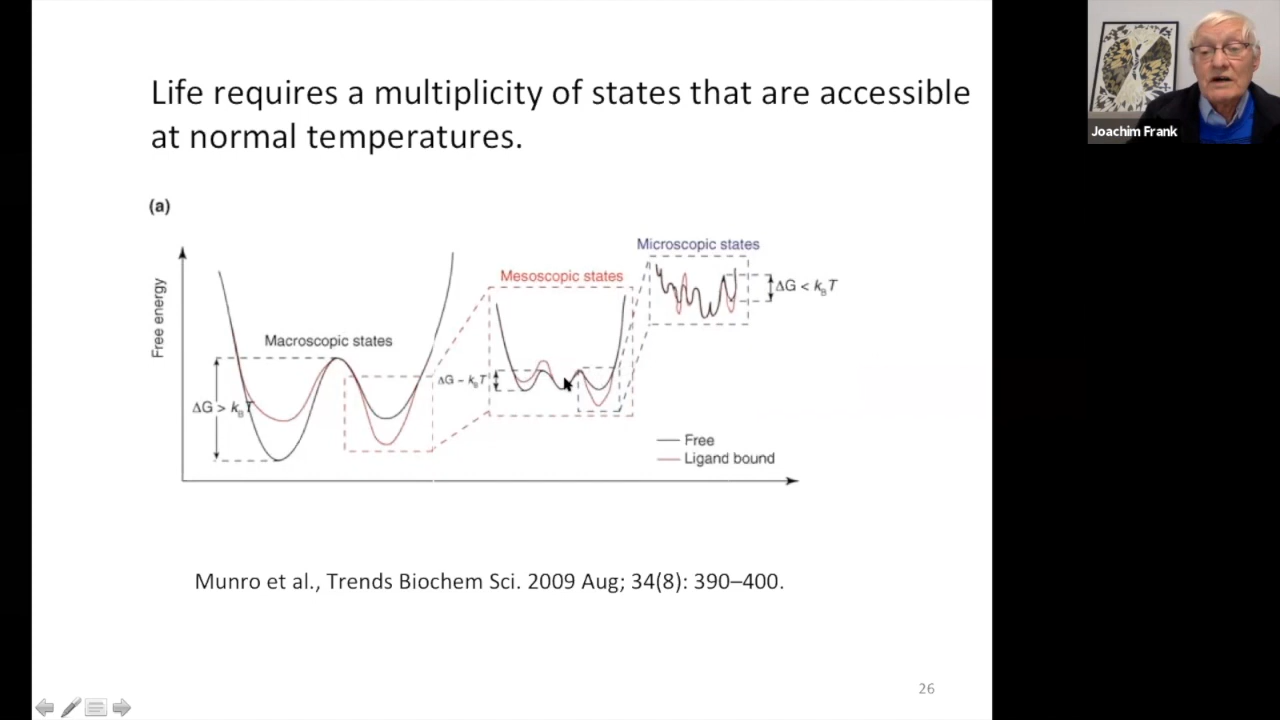 Life requires a multiplicity of states that are accessible
at normal temperatures.
(a)
Free energy
Macroscopic states
ΔG > k_BT
Mesoscopic states
ΔG ~ k_BT
Microscopic states
ΔG < k_BT
Free
Ligand bound
Munro et al., Trends Biochem Sci. 2009 Aug; 34(8): 390–400.
26
Joachim Frank